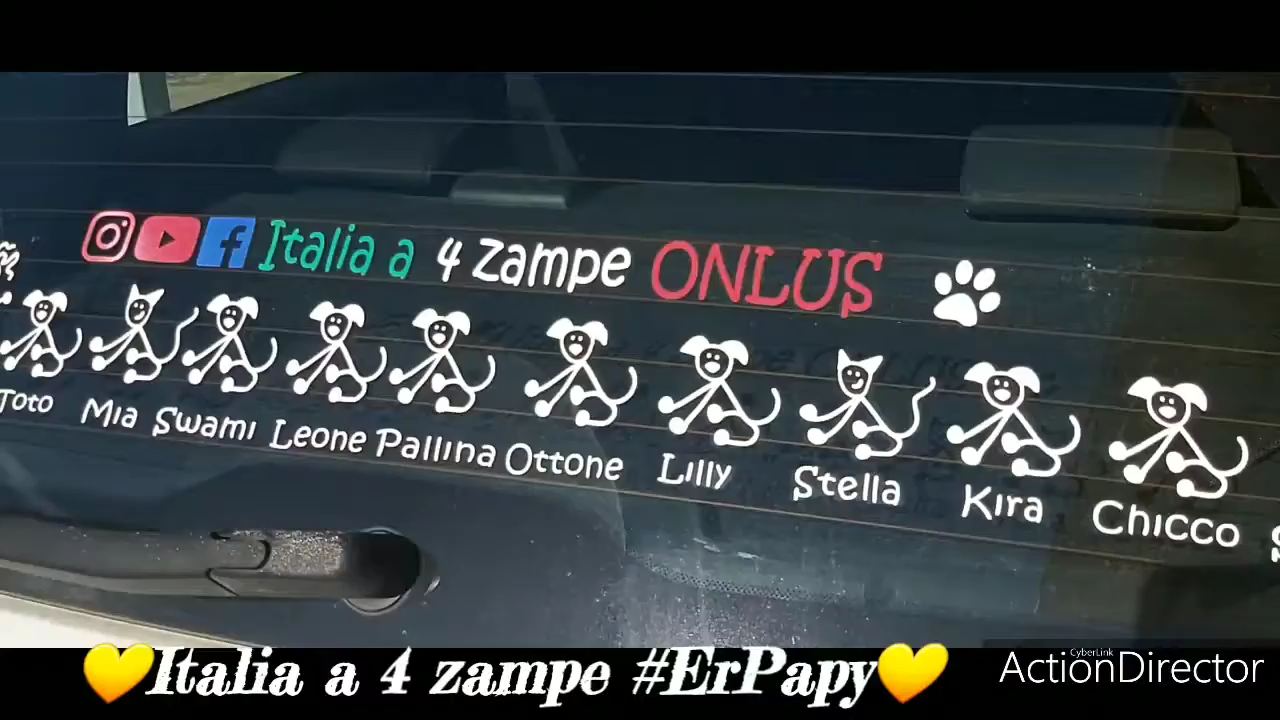 Italia a 4 zampe ONLUS
Toto Mia Swami Leone Pallina Ottone Lilly Stella Kira Chicco
💛Italia a 4 zampe #ErPapy💛
CyberLink
ActionDirector